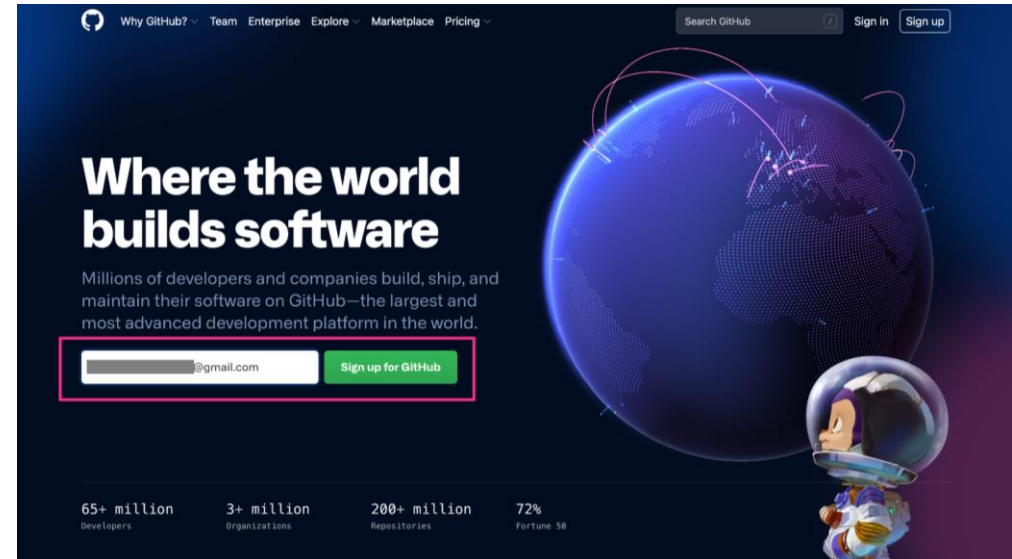 Why GitHub? Team Enterprise Explore Marketplace Pricing
Search GitHub /
Sign in
Sign up
Where the world
builds software
Millions of developers and companies build, ship, and
maintain their software on GitHub—the largest and
most advanced development platform in the world.
@gmail.com
Sign up for GitHub
65+ million
Developers
3+ million
Organizations
200+ million
Repositories
72%
Fortune 50